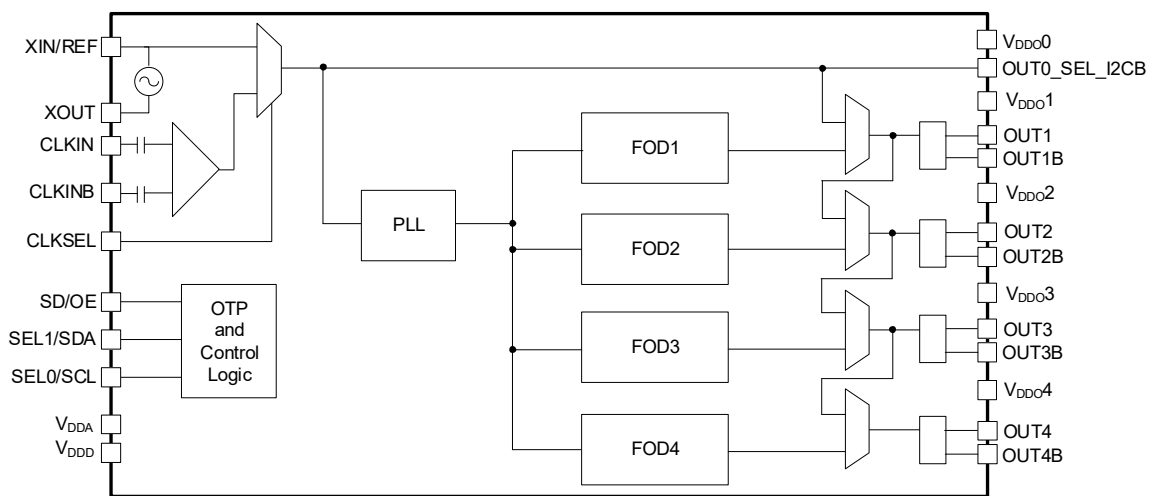 XIN/REF
XOUT
CLKIN
CLKINB
CLKSEL
SD/OE
SEL1/SDA
SEL0/SCL
VDDA
VDDD
OTP
and
Control
Logic
PLL
FOD1
FOD2
FOD3
FOD4
VDDO0
OUT0_SEL_I2CB
VDDO1
OUT1
OUT1B
VDDO2
OUT2
OUT2B
VDDO3
OUT3
OUT3B
VDDO4
OUT4
OUT4B